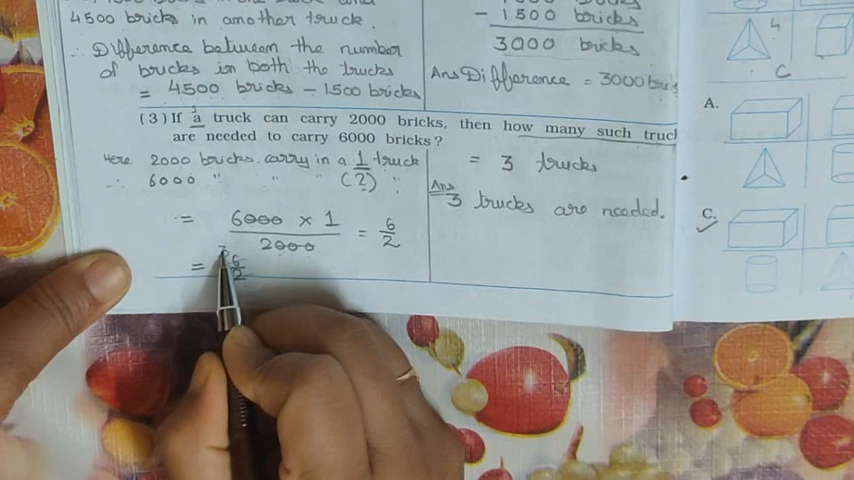 4500 bricks in another truck.
∴ Difference between the number
of bricks in both the trucks
= 4500 bricks - 1500 bricks
- 1500 bricks
3000 bricks
Ans Difference = 3000 bricks
(3) If a truck can carry 2000 bricks, then how many such truck
are needed to carry 6000 bricks?
Here 2000 bricks carry in a 1 truck
∴ 6000 " " " (?) "
= 6000 × 1 / 2000 = 6/2
= 6/2
= 3 trucks
Ans 3 trucks are needed.
C
A.
C.